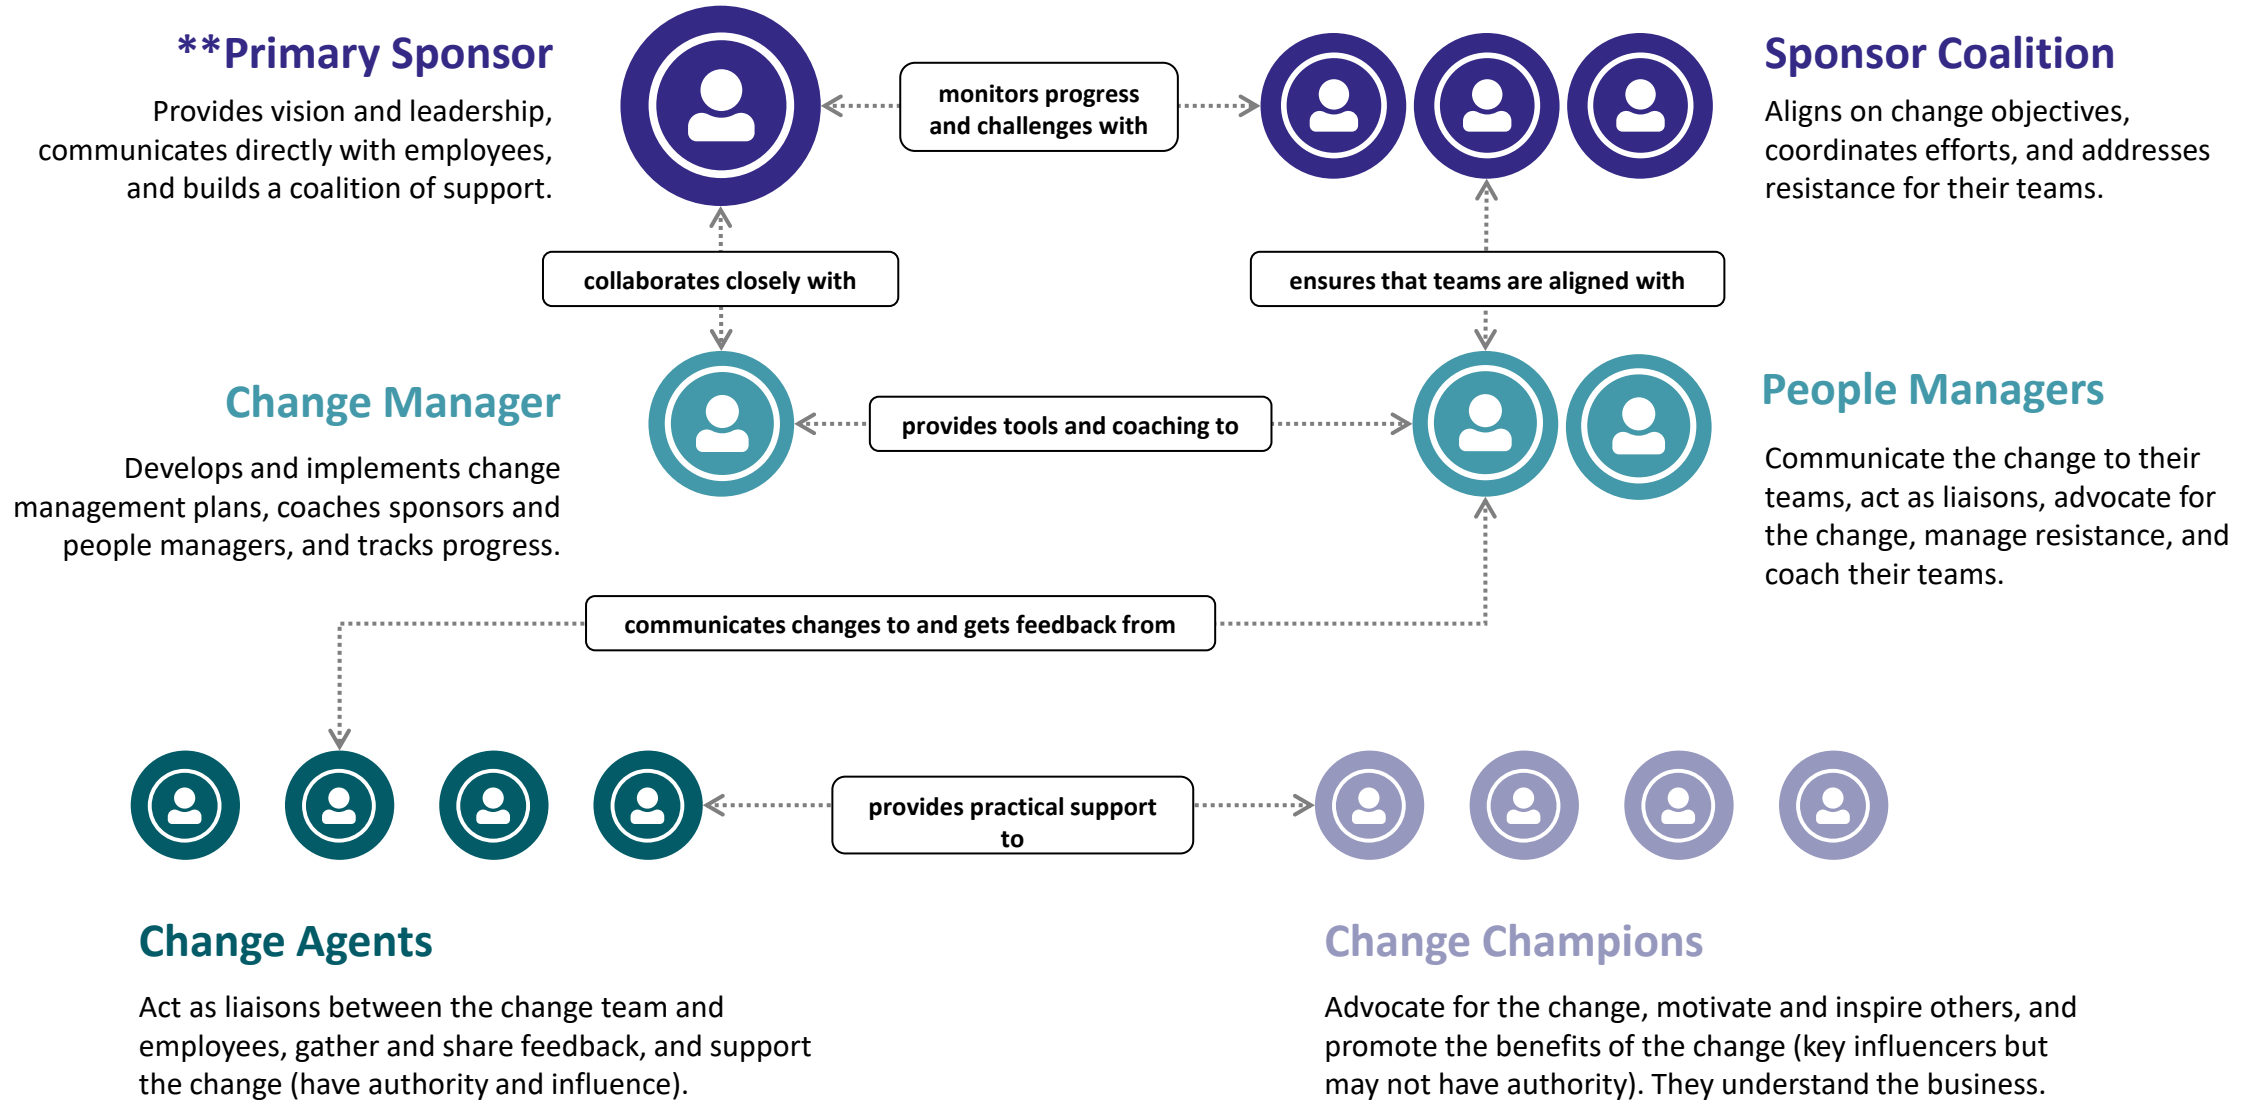 **Primary Sponsor
Provides vision and leadership,
communicates directly with employees,
and builds a coalition of support.
monitors progress
and challenges with
Sponsor Coalition
Aligns on change objectives,
coordinates efforts, and addresses
resistance for their teams.
collaborates closely with
ensures that teams are aligned with
Change Manager
Develops and implements change
management plans, coaches sponsors and
people managers, and tracks progress.
provides tools and coaching to
People Managers
Communicate the change to their
teams, act as liaisons, advocate for
the change, manage resistance, and
coach their teams.
communicates changes to and gets feedback from
provides practical support
to
Change Agents
Act as liaisons between the change team and
employees, gather and share feedback, and support
the change (have authority and influence).
Change Champions
Advocate for the change, motivate and inspire others, and
promote the benefits of the change (key influencers but
may not have authority). They understand the business.